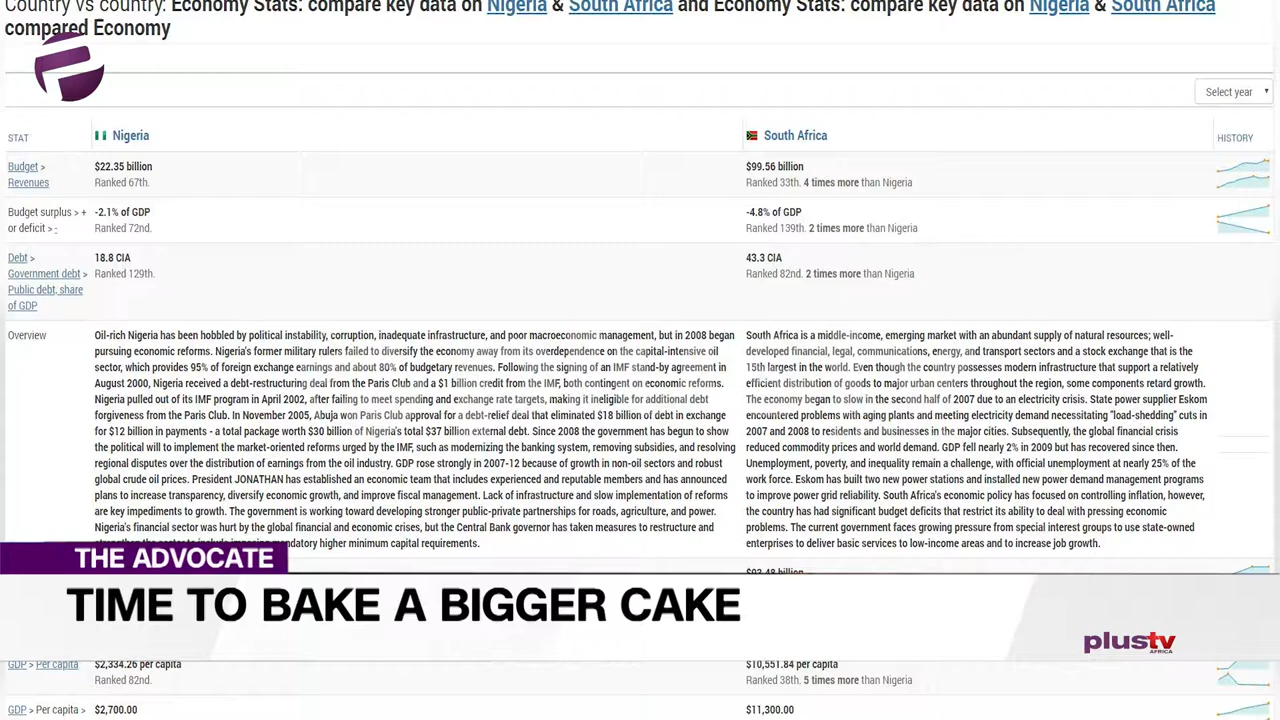 Country vs country: Economy Stats: compare key data on Nigeria & South Africa and Economy Stats: compare key data on Nigeria & South Africa
compared Economy
Select year
STAT
Nigeria
South Africa
HISTORY
Budget >
Revenues
$22.35 billion
Ranked 67th.
$99.56 billion
Ranked 33th. 4 times more than Nigeria
Budget surplus > +
or deficit > -
-2.1% of GDP
Ranked 72nd.
-4.8% of GDP
Ranked 139th. 2 times more than Nigeria
Debt >
Government debt >
Public debt, share
of GDP
18.8 CIA
Ranked 129th.
43.3 CIA
Ranked 82nd. 2 times more than Nigeria
Overview
Oil-rich Nigeria has been hobbled by political instability, corruption, inadequate infrastructure, and poor macroeconomic management, but in 2008 began
pursuing economic reforms. Nigeria's former military rulers failed to diversify the economy away from its overdependence on the capital-intensive oil
sector, which provides 95% of foreign exchange earnings and about 80% of budgetary revenues. Following the signing of an IMF stand-by agreement in
August 2000, Nigeria received a debt-restructuring deal from the Paris Club and a $1 billion credit from the IMF, both contingent on economic reforms.
Nigeria pulled out of its IMF program in April 2002, after failing to meet spending and exchange rate targets, making it ineligible for additional debt
forgiveness from the Paris Club. In November 2005, Abuja won Paris Club approval for a debt-relief deal that eliminated $18 billion of debt in exchange
for $12 billion in payments - a total package worth $30 billion of Nigeria's total $37 billion external debt. Since 2008 the government has begun to show
the political will to implement the market-oriented reforms urged by the IMF, such as modernizing the banking system, removing subsidies, and resolving
regional disputes over the distribution of earnings from the oil industry. GDP rose strongly in 2007-12 because of growth in non-oil sectors and robust
global crude oil prices. President JONATHAN has established an economic team that includes experienced and reputable members and has announced
plans to increase transparency, diversify economic growth, and improve fiscal management. Lack of infrastructure and slow implementation of reforms
are key impediments to growth. The government is working toward developing stronger public-private partnerships for roads, agriculture, and power.
Nigeria's financial sector was hurt by the global financial and economic crises, but the Central Bank governor has taken measures to restructure and
strengthen the sector to include imposing mandatory higher minimum capital requirements.
South Africa is a middle-income, emerging market with an abundant supply of natural resources; well-
developed financial, legal, communications, energy, and transport sectors and a stock exchange that is the
15th largest in the world. Even though the country possesses modern infrastructure that support a relatively
efficient distribution of goods to major urban centers throughout the region, some components retard growth.
The economy began to slow in the second half of 2007 due to an electricity crisis. State power supplier Eskom
encountered problems with aging plants and meeting electricity demand necessitating "load-shedding" cuts in
2007 and 2008 to residents and businesses in the major cities. Subsequently, the global financial crisis
reduced commodity prices and world demand. GDP fell nearly 2% in 2009 but has recovered since then.
Unemployment, poverty, and inequality remain a challenge, with official unemployment at nearly 25% of the
work force. Eskom has built two new power stations and installed new power demand management programs
to improve power grid reliability. South Africa's economic policy has focused on controlling inflation, however,
the country has had significant budget deficits that restrict its ability to deal with pressing economic
problems. The current government faces growing pressure from special interest groups to use state-owned
enterprises to deliver basic services to low-income areas and to increase job growth.
$93.48 billion
THE ADVOCATE
TIME TO BAKE A BIGGER CAKE
plustv
AFRICA
GDP > Per capita
$2,334.26 per capita
Ranked 82nd.
$10,551.84 per capita
Ranked 38th. 5 times more than Nigeria
GDP > Per capita >
$2,700.00
$11,300.00